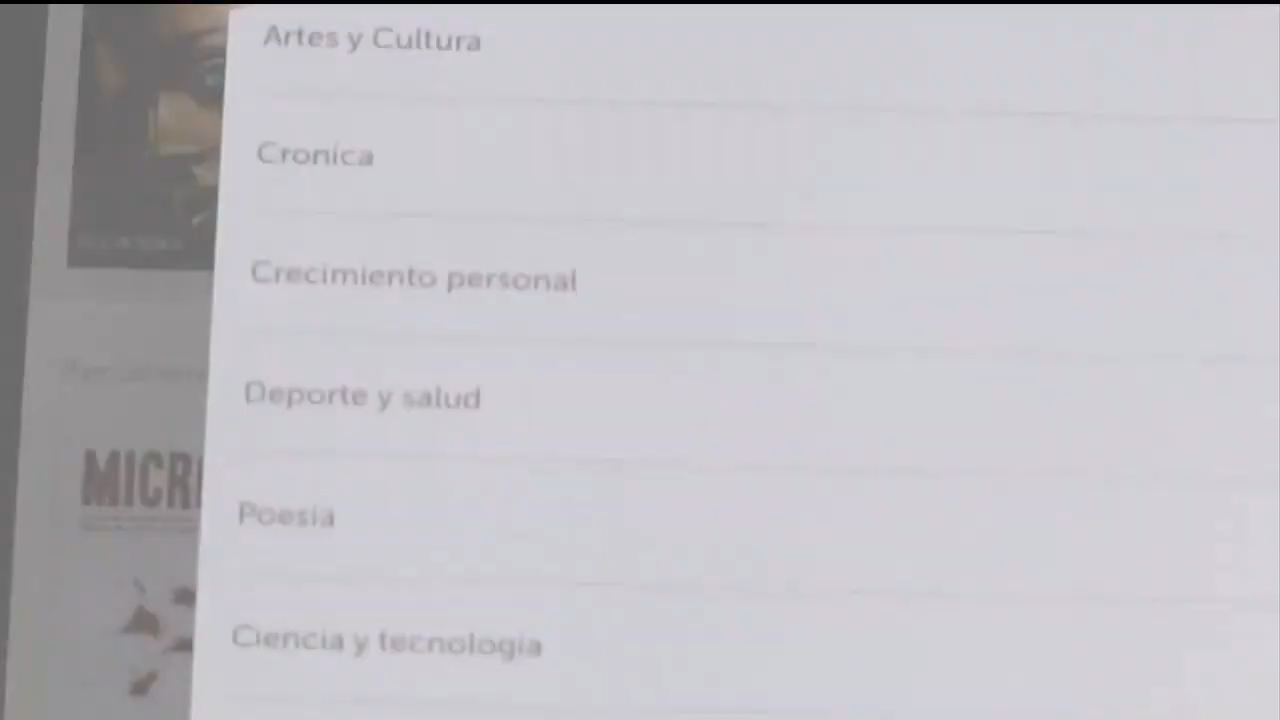 Artes y Cultura
Cronica
Crecimiento personal
Deporte y salud
Poesia
MICR
Ciencia y tecnologia